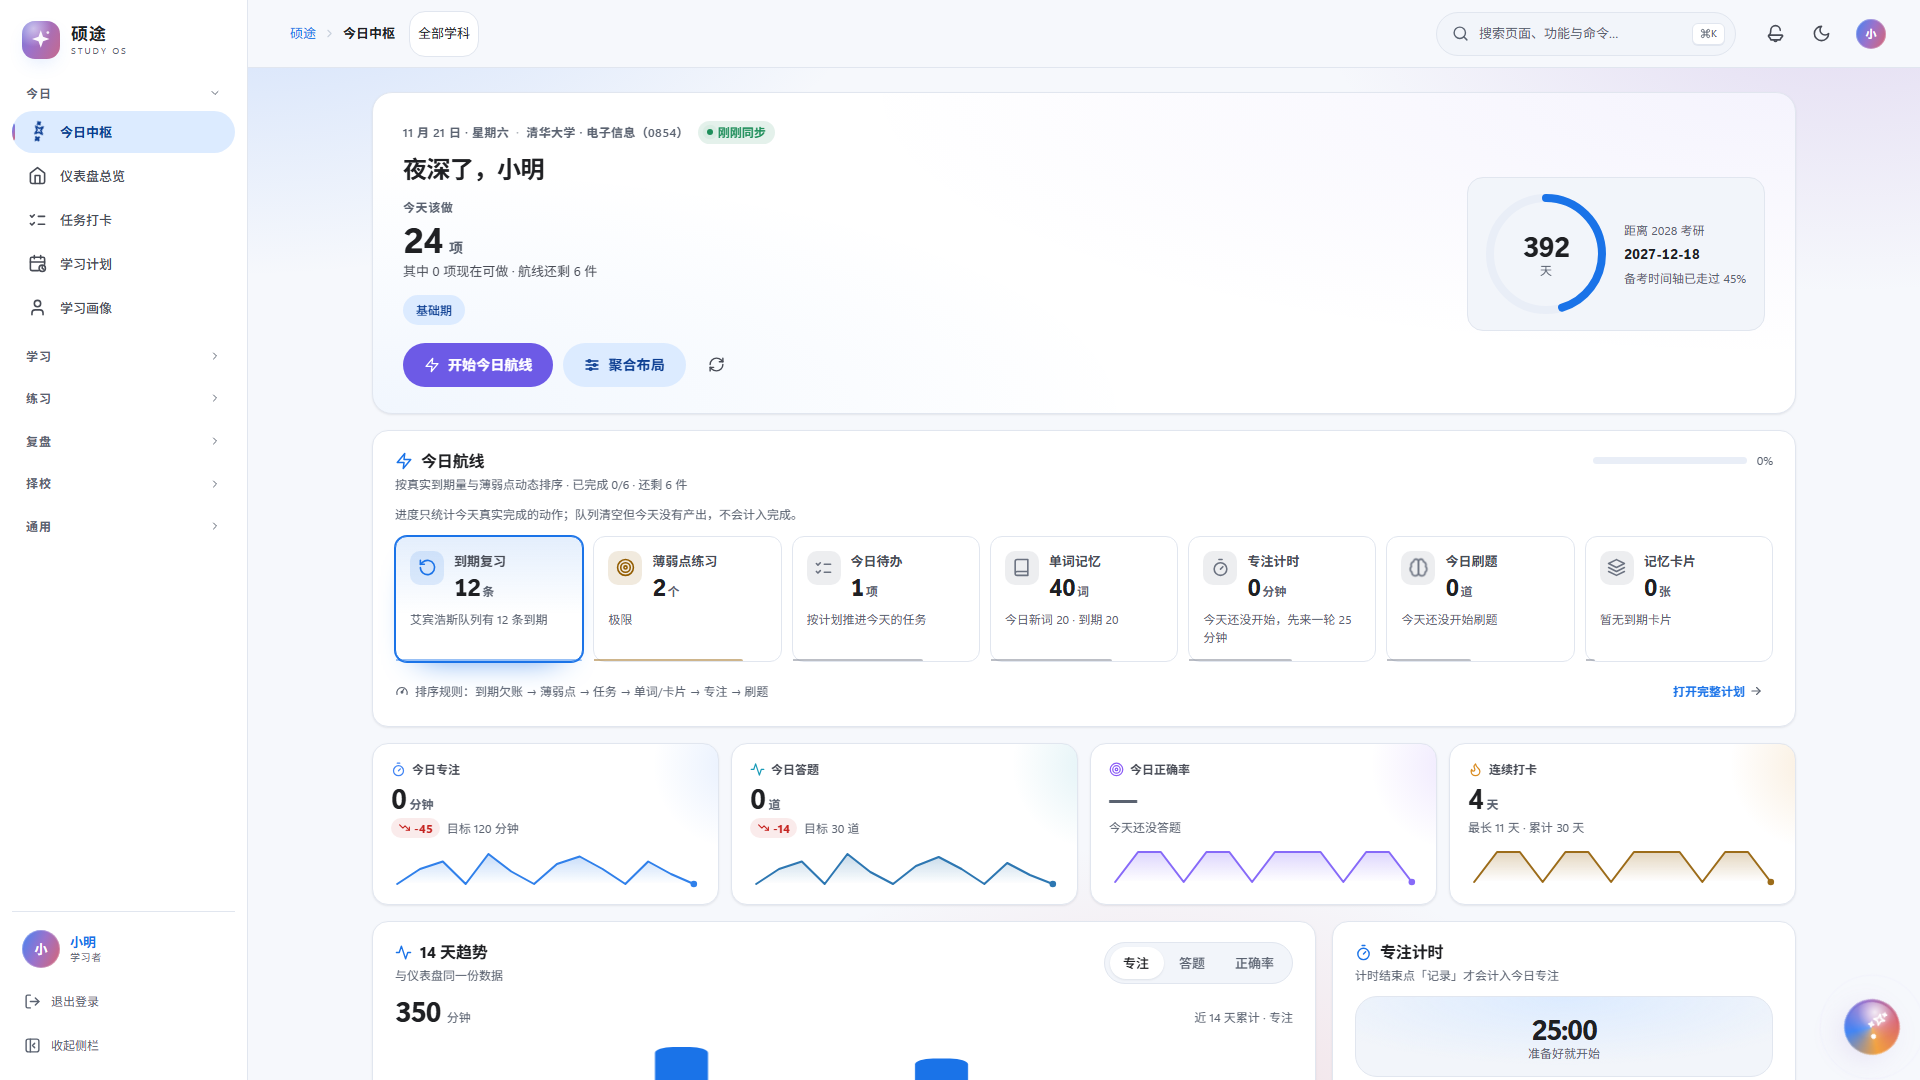 硕途
STUDY OS
今日
今日中枢
仪表盘总览
任务打卡
学习计划
学习画像
学习
练习
复盘
择校
通用
小
小明
学习者
退出登录
收起侧栏
硕途 > 今日中枢 全部学科
搜索页面、功能与命令... ⌘K
小
11 月 21 日 · 星期六 · 清华大学 · 电子信息（0854） 刚刚同步
夜深了，小明
今天该做
24 项
其中 0 项现在可做 · 航线还剩 6 件
基础期
开始今日航线 聚合布局
392
天
距离 2028 考研
2027-12-18
备考时间轴已走过 45%
今日航线
0%
按真实到期量与薄弱点动态排序 · 已完成 0/6 · 还剩 6 件
进度只统计今天真实完成的动作；队列清空但今天没有产出，不会计入完成。
到期复习
12 条
艾宾浩斯队列有 12 条到期
薄弱点练习
2 个
极限
今日待办
1 项
按计划推进今天的任务
单词记忆
40 词
今日新词 20 · 到期 20
专注计时
0 分钟
今天还没开始，先来一轮 25
分钟
今日刷题
0 道
今天还没开始刷题
记忆卡片
0 张
暂无到期卡片
排序规则：到期欠账 → 薄弱点 → 任务 → 单词/卡片 → 专注 → 刷题
打开完整计划 →
今日专注
0 分钟
-45 目标 120 分钟
今日答题
0 道
-14 目标 30 道
今日正确率
—
今天还没答题
连续打卡
4 天
最长 11 天 · 累计 30 天
14 天趋势
与仪表盘同一份数据
专注 答题 正确率
350 分钟
近 14 天累计 · 专注
专注计时
计时结束点「记录」才会计入今日专注
25:00
准备好就开始